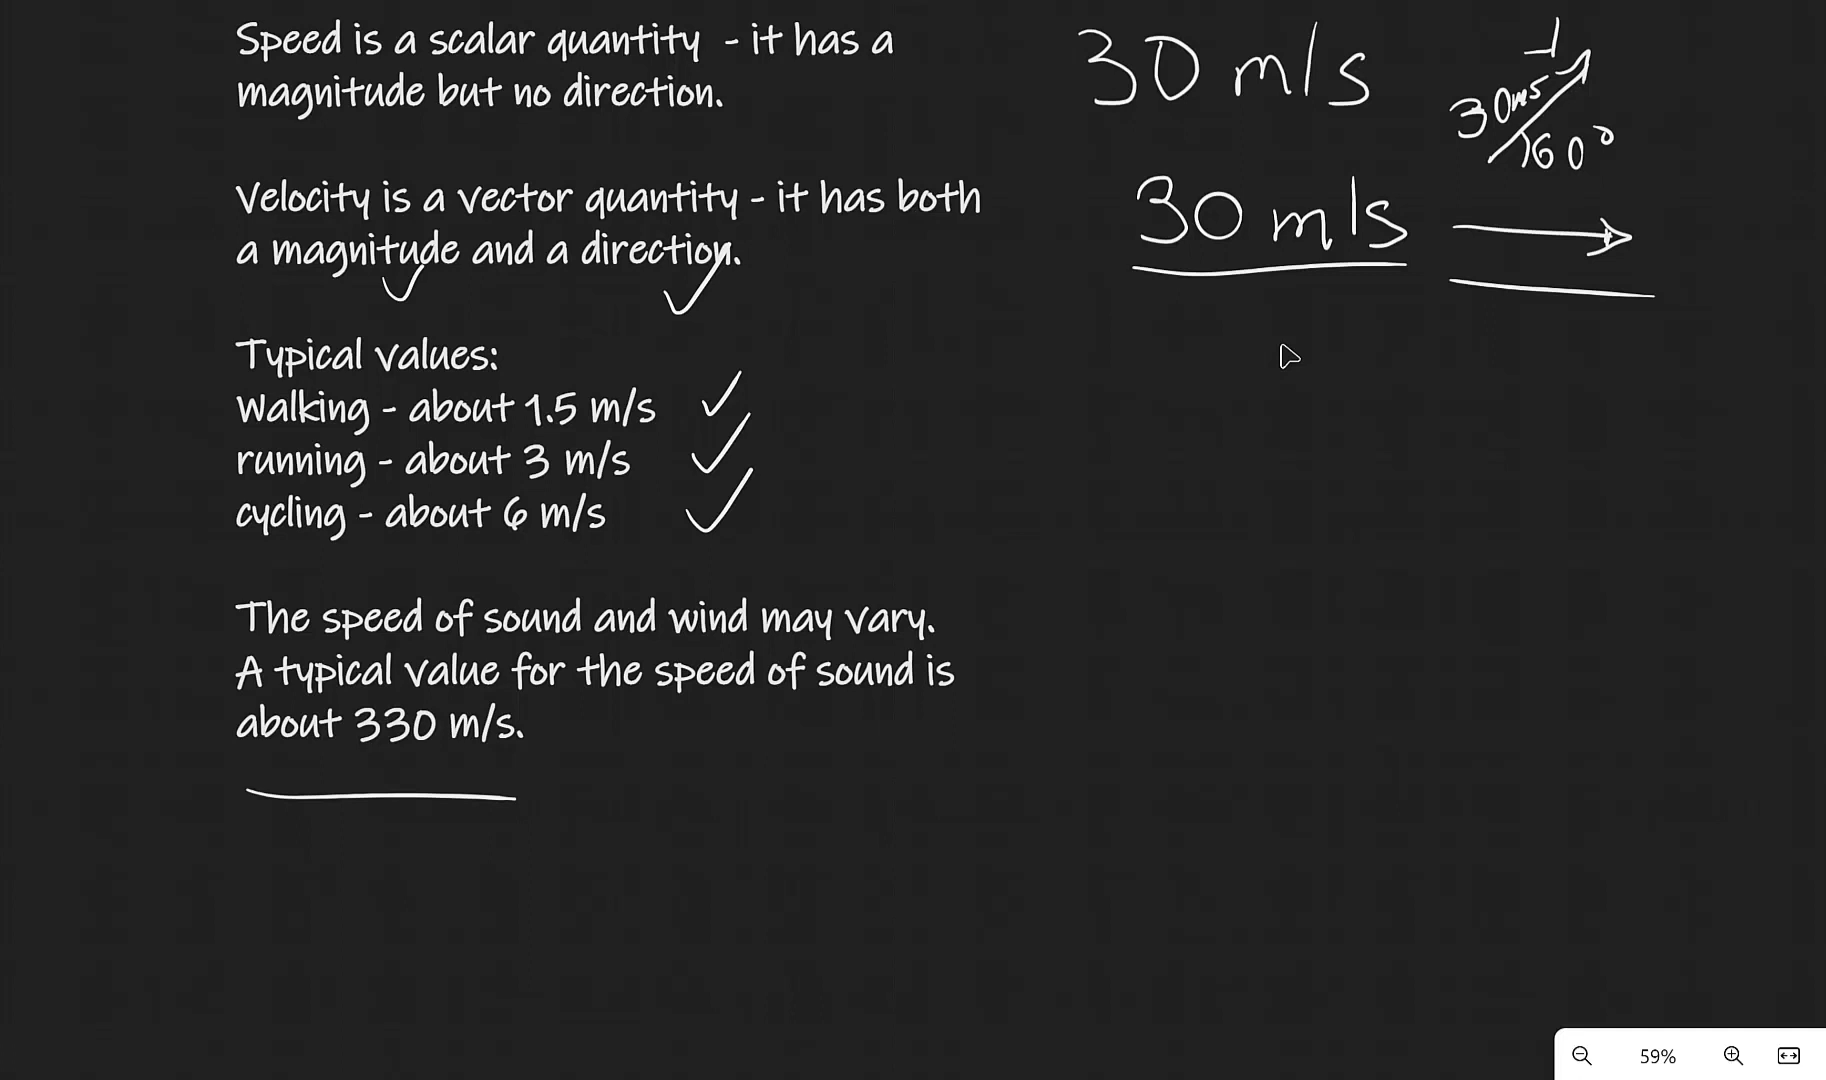 Speed is a scalar quantity - it has a
magnitude but no direction.
Velocity is a vector quantity - it has both
a magnitude and a direction.
Typical values:
Walking - about 1.5 m/s
running - about 3 m/s
cycling - about 6 m/s
The speed of sound and wind may vary.
A typical value for the speed of sound is
about 330 m/s.
30 m/s
30 ms-1
60°
30 m/s
59%